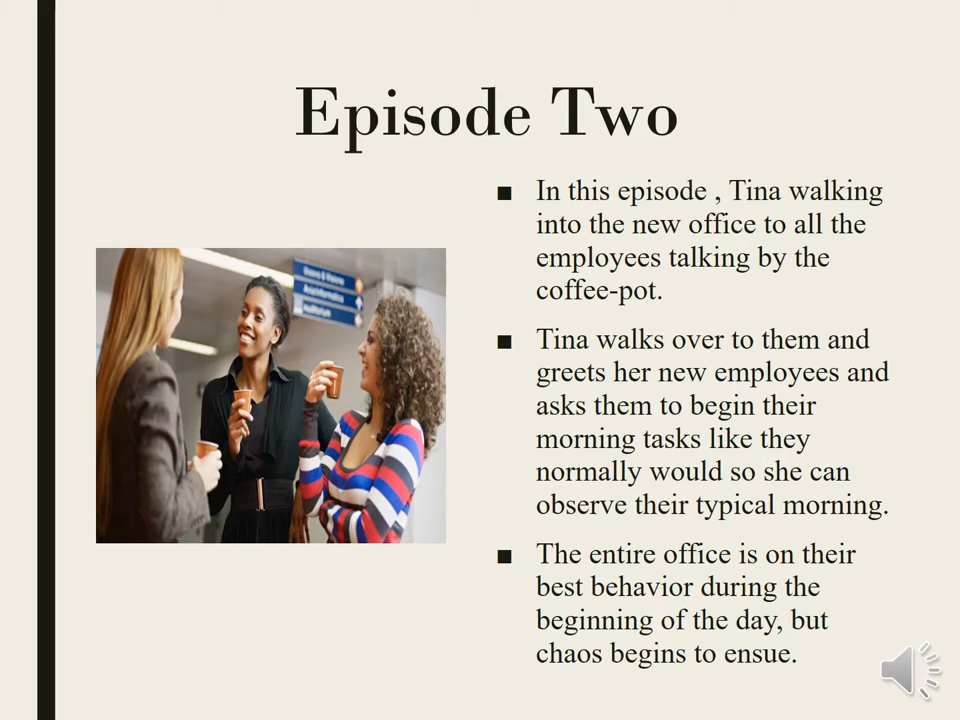 Episode Two
■ In this episode , Tina walking
into the new office to all the
employees talking by the
coffee-pot.
■ Tina walks over to them and
greets her new employees and
asks them to begin their
morning tasks like they
normally would so she can
observe their typical morning.
■ The entire office is on their
best behavior during the
beginning of the day, but
chaos begins to ensue.